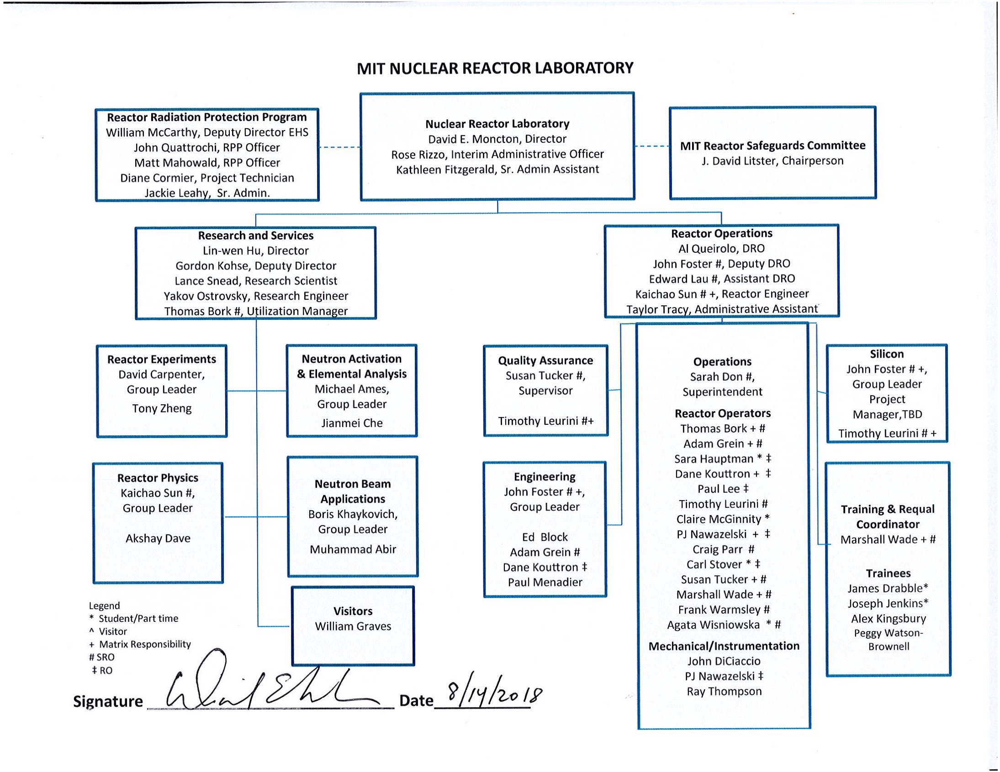 MIT NUCLEAR REACTOR LABORATORY
Reactor Radiation Protection Program
William McCarthy, Deputy Director EHS
John Quattrochi, RPP Officer
Matt Mahowald, RPP Officer
Diane Cormier, Project Technician
Jackie Leahy, Sr. Admin.
Nuclear Reactor Laboratory
David E. Moncton, Director
Rose Rizzo, Interim Administrative Officer
Kathleen Fitzgerald, Sr. Admin Assistant
MIT Reactor Safeguards Committee
J. David Litster, Chairperson
Research and Services
Lin-wen Hu, Director
Gordon Kohse, Deputy Director
Lance Snead, Research Scientist
Yakov Ostrovsky, Research Engineer
Thomas Bork #, Utilization Manager
Reactor Operations
Al Queirolo, DRO
John Foster #, Deputy DRO
Edward Lau #, Assistant DRO
Kaichao Sun # +, Reactor Engineer
Taylor Tracy, Administrative Assistant
Reactor Experiments
David Carpenter,
Group Leader
Tony Zheng
Neutron Activation
& Elemental Analysis
Michael Ames,
Group Leader
Jianmei Che
Reactor Physics
Kaichao Sun #,
Group Leader
Akshay Dave
Neutron Beam
Applications
Boris Khaykovich,
Group Leader
Muhammad Abir
Visitors
William Graves
Quality Assurance
Susan Tucker #,
Supervisor
Timothy Leurini #+
Engineering
John Foster # +,
Group Leader
Ed Block
Adam Grein #
Dane Kouttron ‡
Paul Menadier
Operations
Sarah Don #,
Superintendent
Reactor Operators
Thomas Bork + #
Adam Grein + #
Sara Hauptman * ‡
Dane Kouttron + ‡
Paul Lee ‡
Timothy Leurini #
Claire McGinnity *
PJ Nawazelski + ‡
Craig Parr #
Carl Stover * ‡
Susan Tucker + #
Marshall Wade + #
Frank Warmsley #
Agata Wisniowska * #
Mechanical/Instrumentation
John DiCiaccio
PJ Nawazelski ‡
Ray Thompson
Silicon
John Foster # +,
Group Leader
Project
Manager,TBD
Timothy Leurini # +
Training & Requal
Coordinator
Marshall Wade + #
Trainees
James Drabble*
Joseph Jenkins*
Alex Kingsbury
Peggy Watson-
Brownell
Legend
* Student/Part time
^ Visitor
+ Matrix Responsibility
# SRO
‡ RO
Signature
Date 8/14/2018